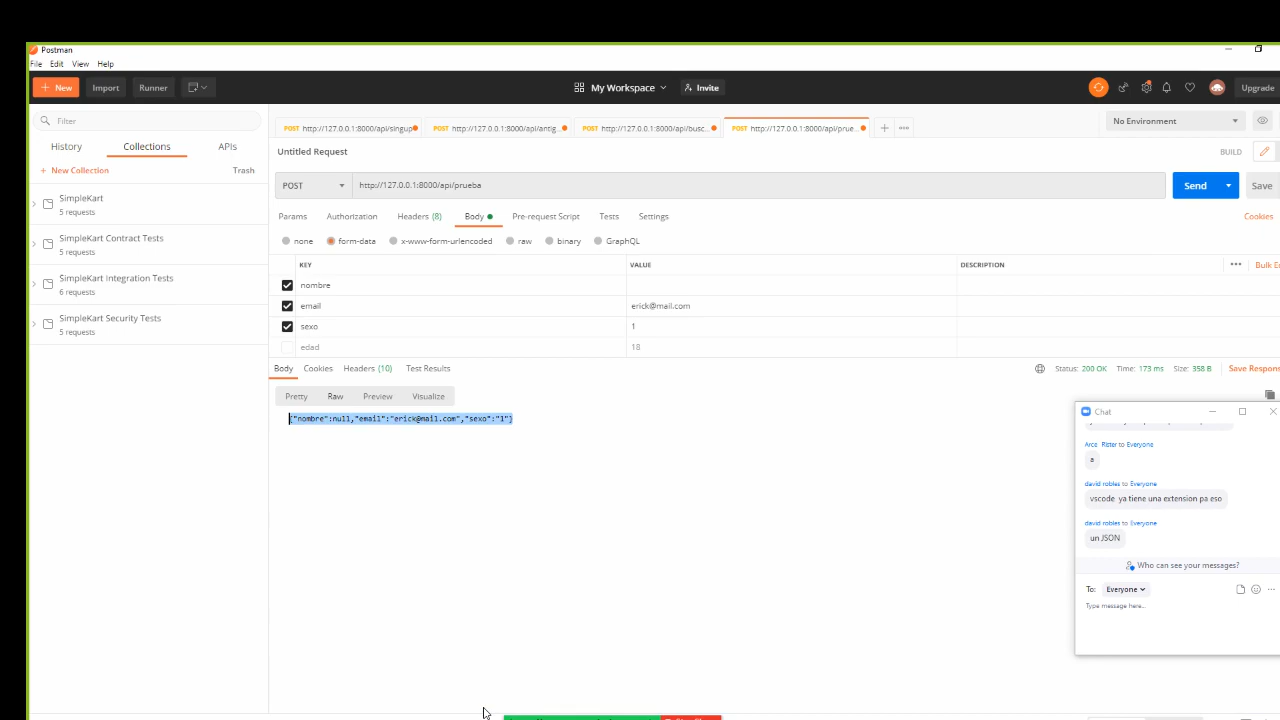 Postman
File Edit View Help
New Import Runner My Workspace Invite Upgrade
Filter
History Collections APIs
New Collection Trash
SimpleKart
5 requests
SimpleKart Contract Tests
5 requests
SimpleKart Integration Tests
6 requests
SimpleKart Security Tests
5 requests
POST http://127.0.0.1:8000/api/singup POST http://127.0.0.1:8000/api/antig... POST http://127.0.0.1:8000/api/busc... POST http://127.0.0.1:8000/api/prue... No Environment
Untitled Request BUILD
POST http://127.0.0.1:8000/api/prueba Send Save
Params Authorization Headers (8) Body Pre-request Script Tests Settings Cookies
none form-data x-www-form-urlencoded raw binary GraphQL
KEY VALUE DESCRIPTION Bulk E
nombre
email erick@mail.com
sexo 1
edad 18
Body Cookies Headers (10) Test Results Status: 200 OK Time: 173 ms Size: 358 B Save Respons
Pretty Raw Preview Visualize
{"nombre":null,"email":"erick@mail.com","sexo":"1"}
Chat
Arce Rister to Everyone
a
david robles to Everyone
vscode ya tiene una extension pa eso
david robles to Everyone
un JSON
Who can see your messages?
To: Everyone
Type message here...